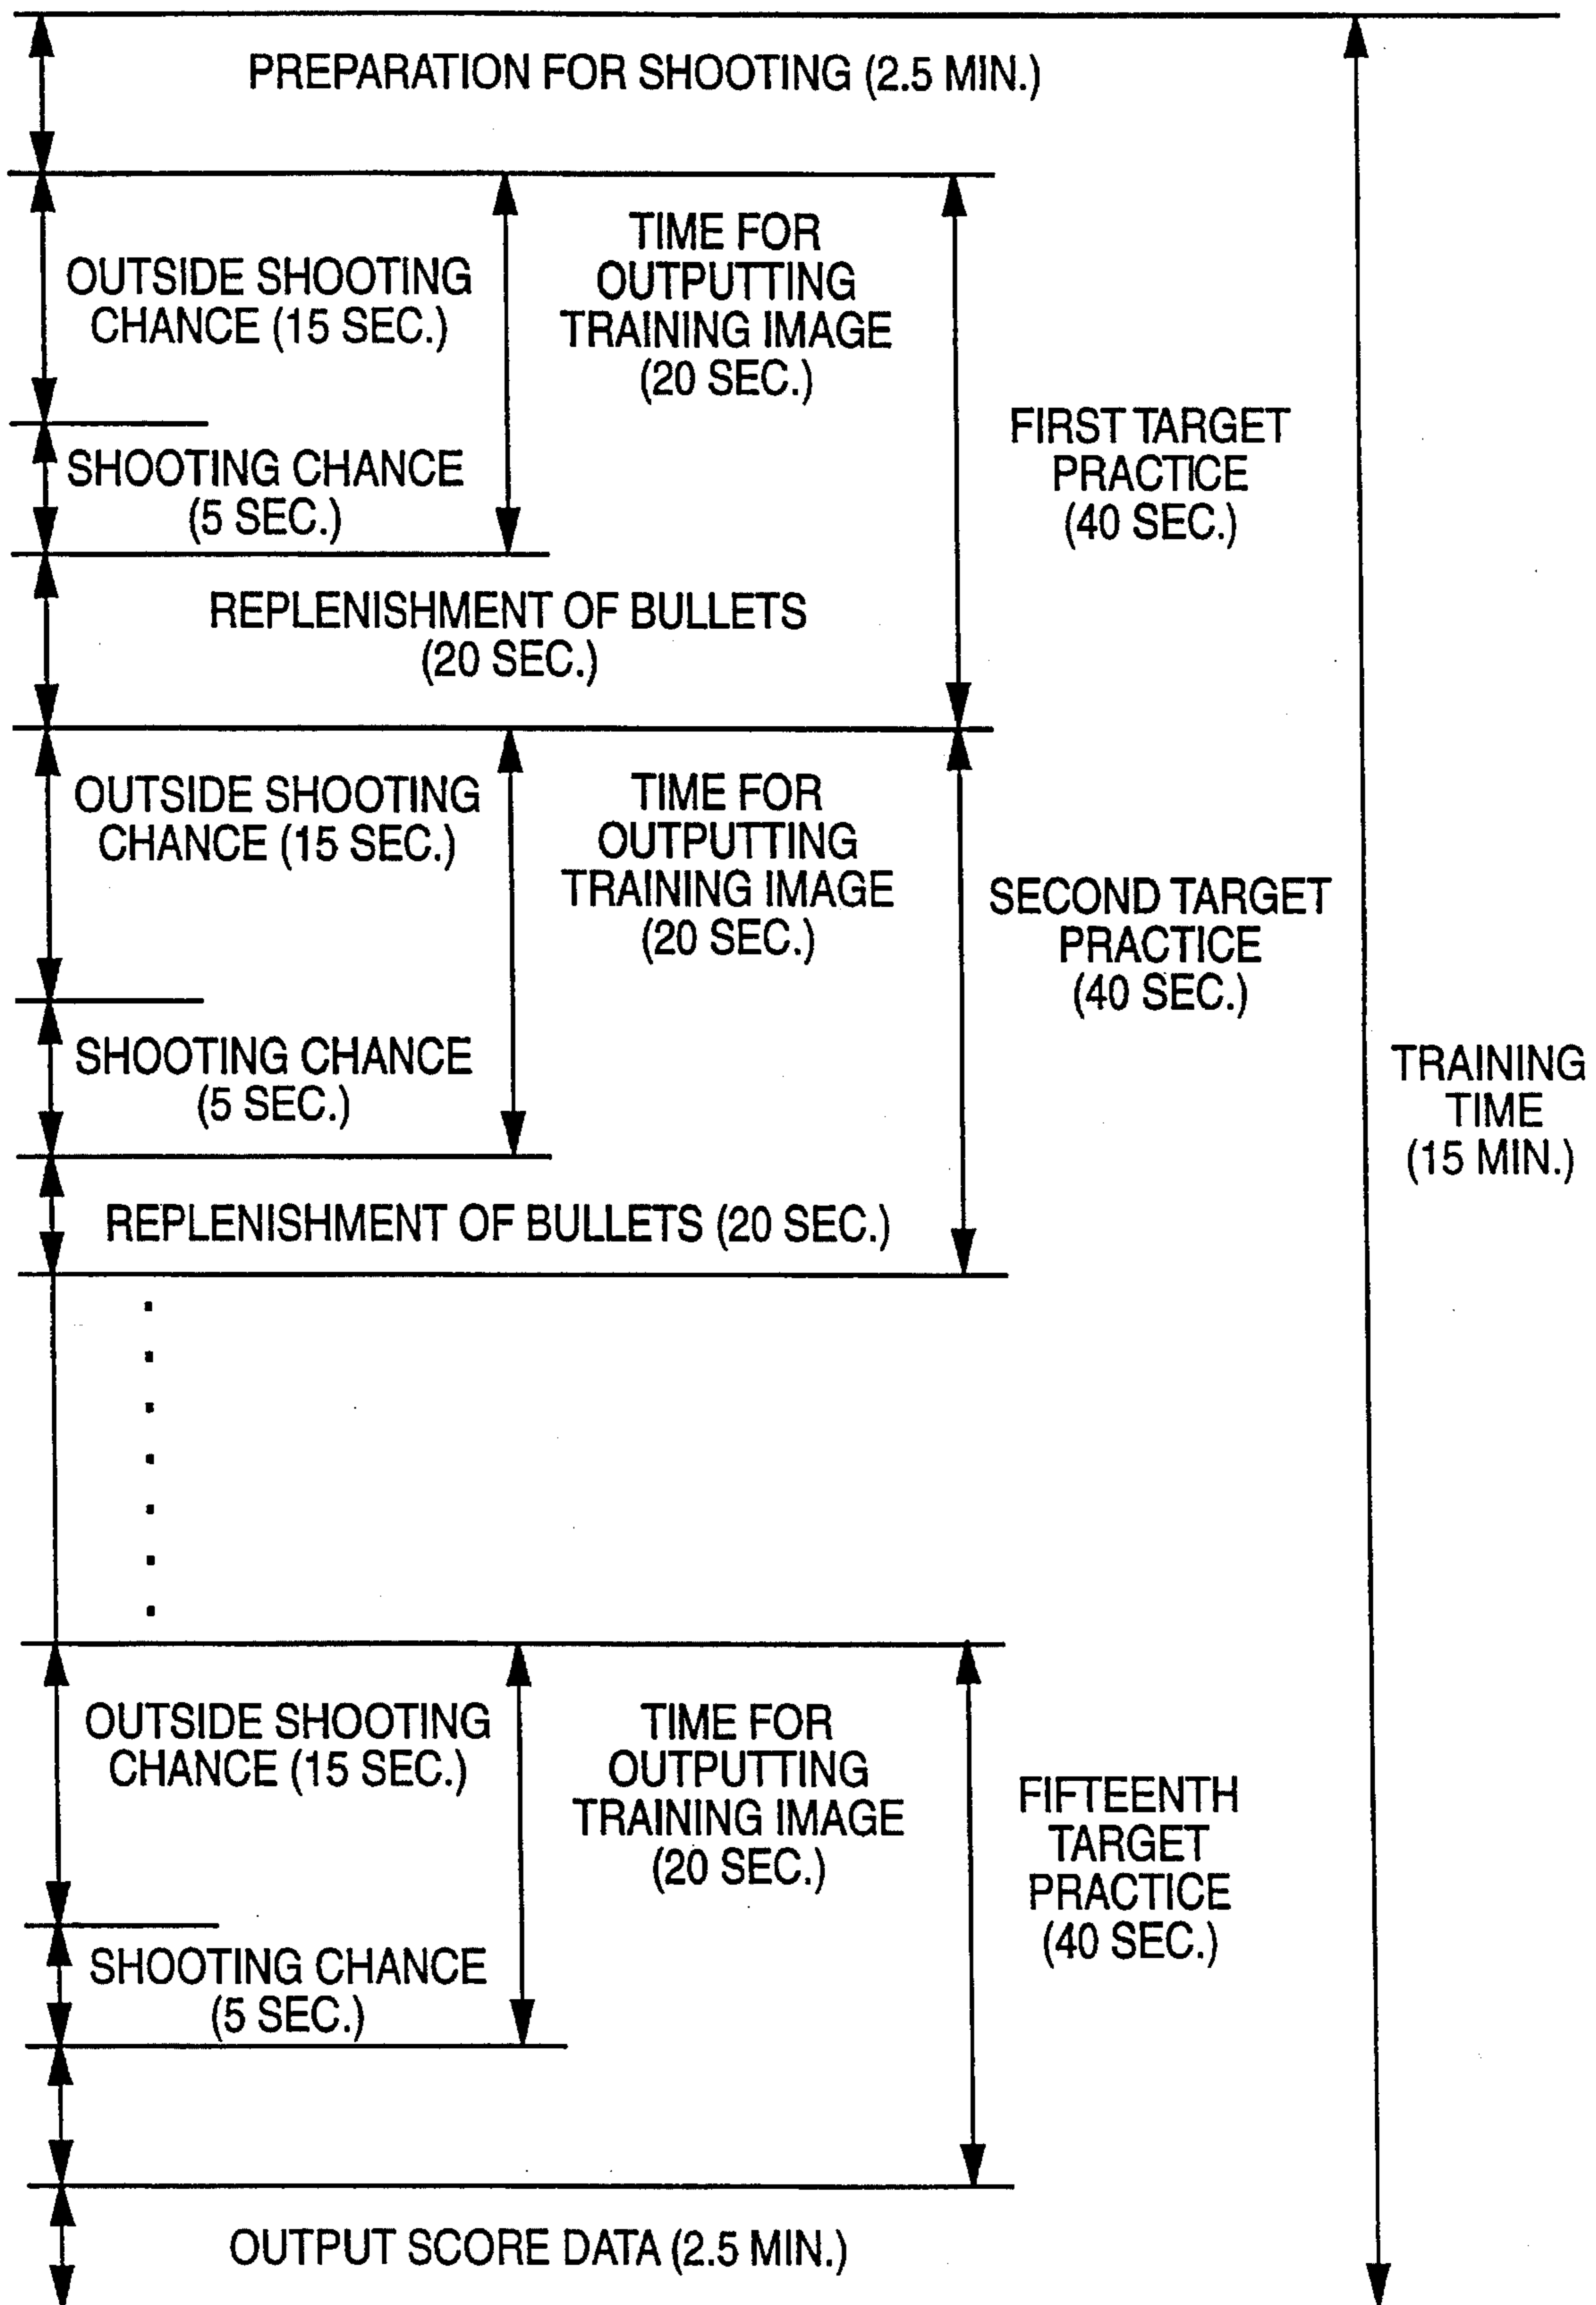 PREPARATION FOR SHOOTING (2.5 MIN.)
OUTSIDE SHOOTING
CHANCE (15 SEC.)
TIME FOR
OUTPUTTING
TRAINING IMAGE
(20 SEC.)
SHOOTING CHANCE
(5 SEC.)
FIRST TARGET
PRACTICE
(40 SEC.)
REPLENISHMENT OF BULLETS
(20 SEC.)
OUTSIDE SHOOTING
CHANCE (15 SEC.)
TIME FOR
OUTPUTTING
TRAINING IMAGE
(20 SEC.)
SECOND TARGET
PRACTICE
(40 SEC.)
SHOOTING CHANCE
(5 SEC.)
TRAINING
TIME
(15 MIN.)
REPLENISHMENT OF BULLETS (20 SEC.)
OUTSIDE SHOOTING
CHANCE (15 SEC.)
TIME FOR
OUTPUTTING
TRAINING IMAGE
(20 SEC.)
FIFTEENTH
TARGET
PRACTICE
(40 SEC.)
SHOOTING CHANCE
(5 SEC.)
OUTPUT SCORE DATA (2.5 MIN.)